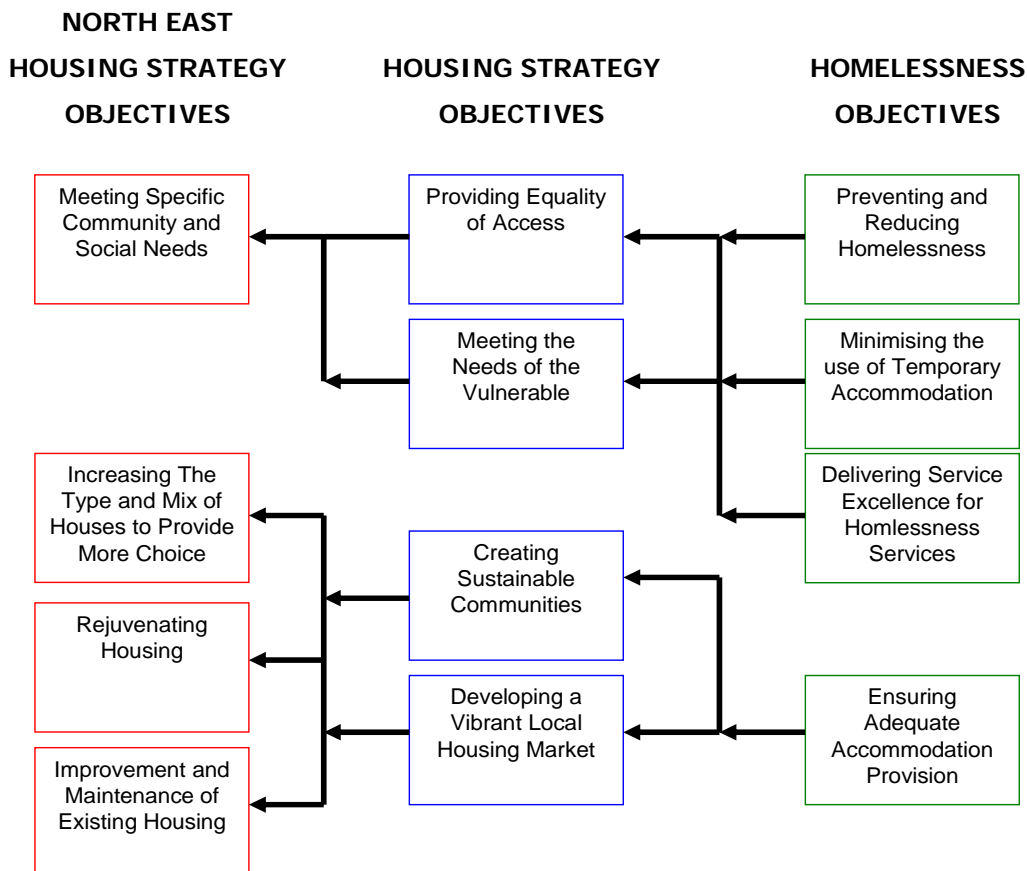 NORTH EAST
HOUSING STRATEGY
OBJECTIVES
HOUSING STRATEGY
OBJECTIVES
HOMELESSNESS
OBJECTIVES
Meeting Specific
Community and
Social Needs
Providing Equality
of Access
Preventing and
Reducing
Homelessness
Meeting the
Needs of the
Vulnerable
Minimising the
use of Temporary
Accommodation
Increasing The
Type and Mix of
Houses to Provide
More Choice
Delivering Service
Excellence for
Homlessness
Services
Creating
Sustainable
Communities
Rejuvenating
Housing
Developing a
Vibrant Local
Housing Market
Ensuring
Adequate
Accommodation
Provision
Improvement and
Maintenance of
Existing Housing